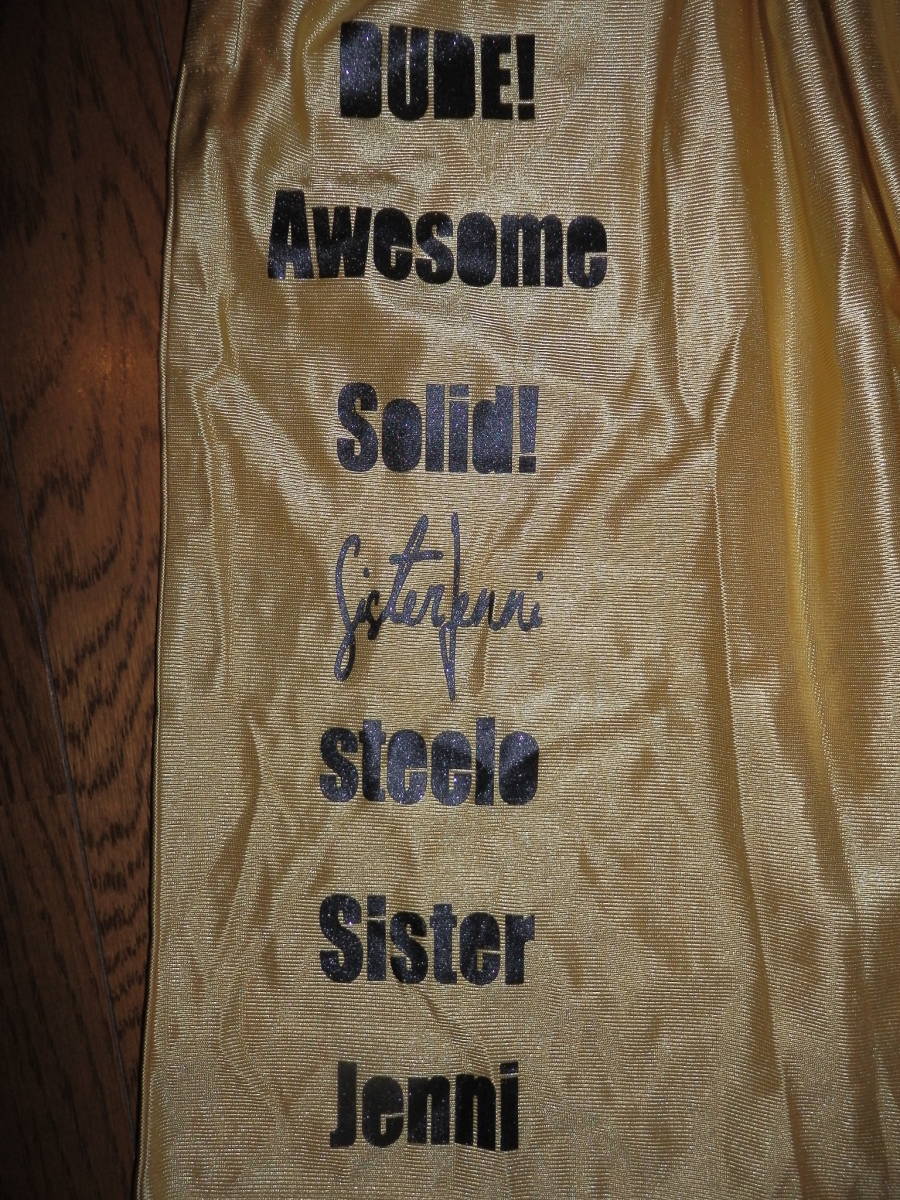 DUDE!
Awesome
Solid!
SisterJenni
steele
Sister
Jenni